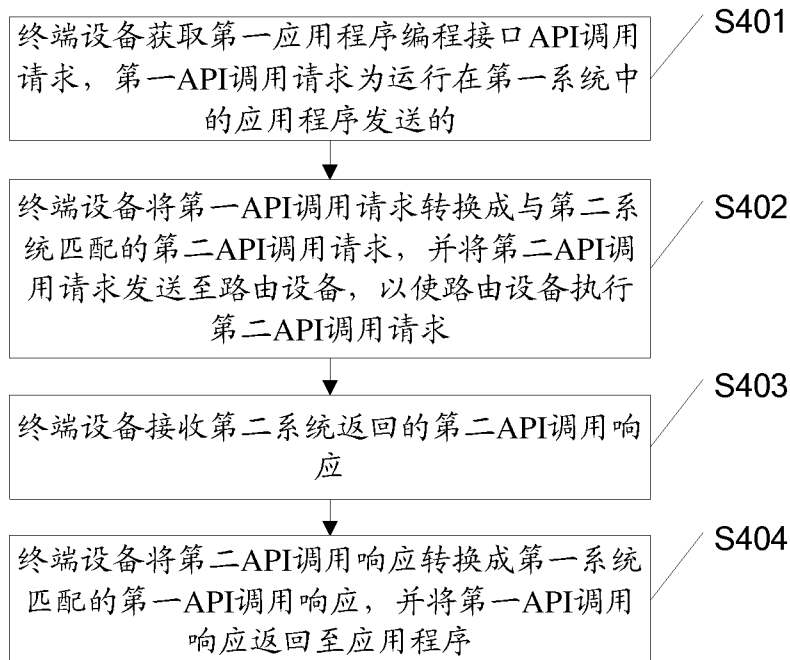 终端设备获取第一应用程序编程接口API调用
请求，第一API调用请求为运行在第一系统中
的应用程序发送的
S401
终端设备将第一API调用请求转换成与第二系
统匹配的第二API调用请求，并将第二API调
用请求发送至路由设备，以使路由设备执行
第二API调用请求
S402
终端设备接收第二系统返回的第二API调用响
应
S403
终端设备将第二API调用响应转换成第一系统
匹配的第一API调用响应，并将第一API调用
响应返回至应用程序
S404